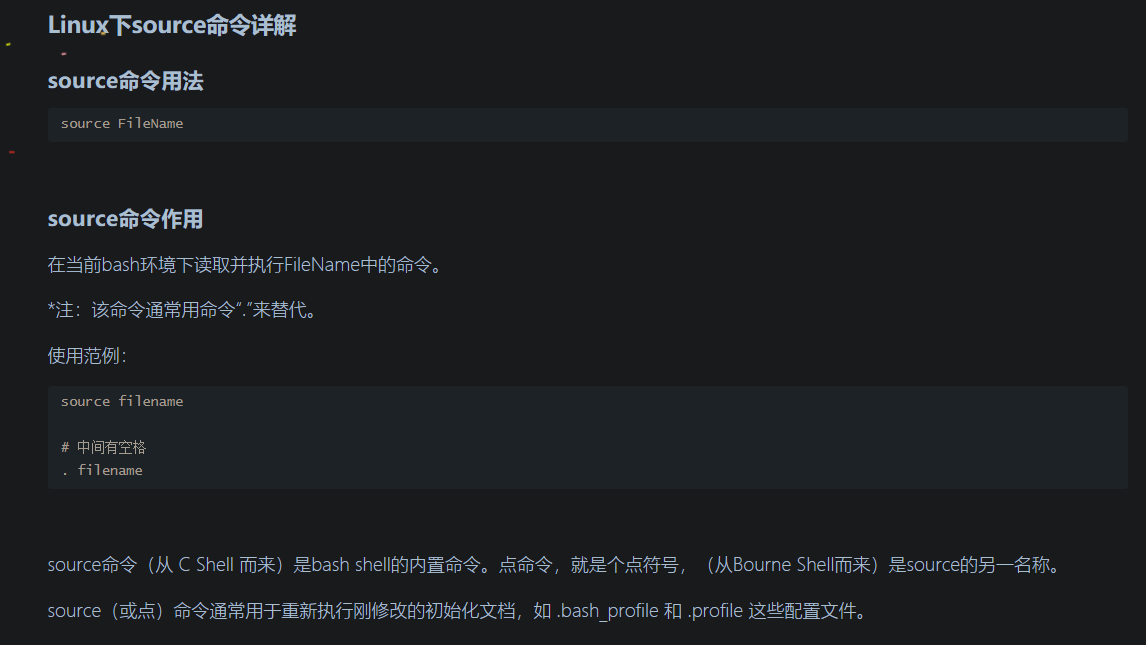 Linux下source命令详解
source命令用法
source FileName
source命令作用
在当前bash环境下读取并执行FileName中的命令。
*注：该命令通常用命令“.”来替代。
使用范例：
source filename
# 中间有空格
. filename
source命令（从 C Shell 而来）是bash shell的内置命令。点命令，就是个点符号，（从Bourne Shell而来）是source的另一名称。
source（或点）命令通常用于重新执行刚修改的初始化文档，如 .bash_profile 和 .profile 这些配置文件。